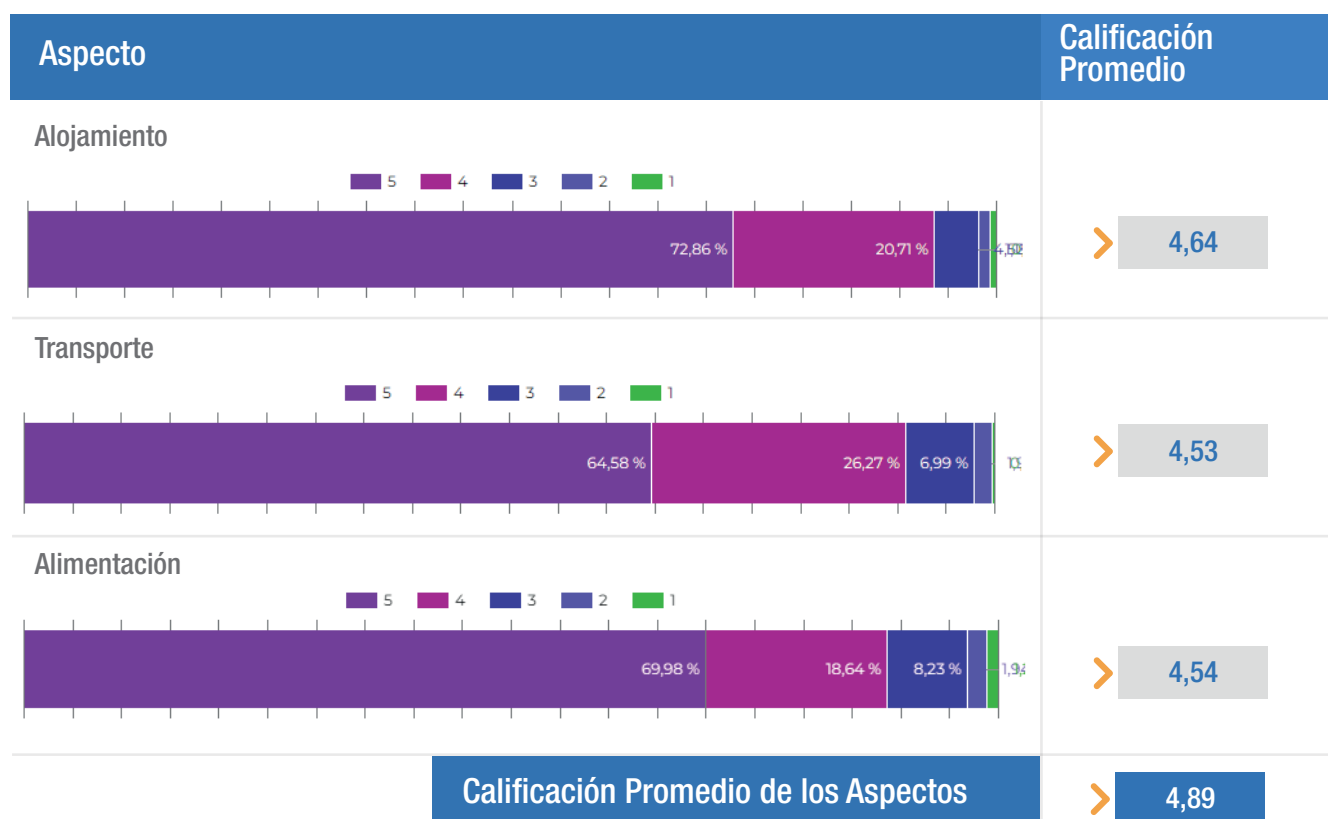 Aspecto
Calificación
Promedio
Alojamiento
5 4 3 2 1
72,86 % 20,71 %
4,64
Transporte
5 4 3 2 1
64,58 % 26,27 % 6,99 %
4,53
Alimentación
5 4 3 2 1
69,98 % 18,64 % 8,23 %
4,54
Calificación Promedio de los Aspectos
4,89